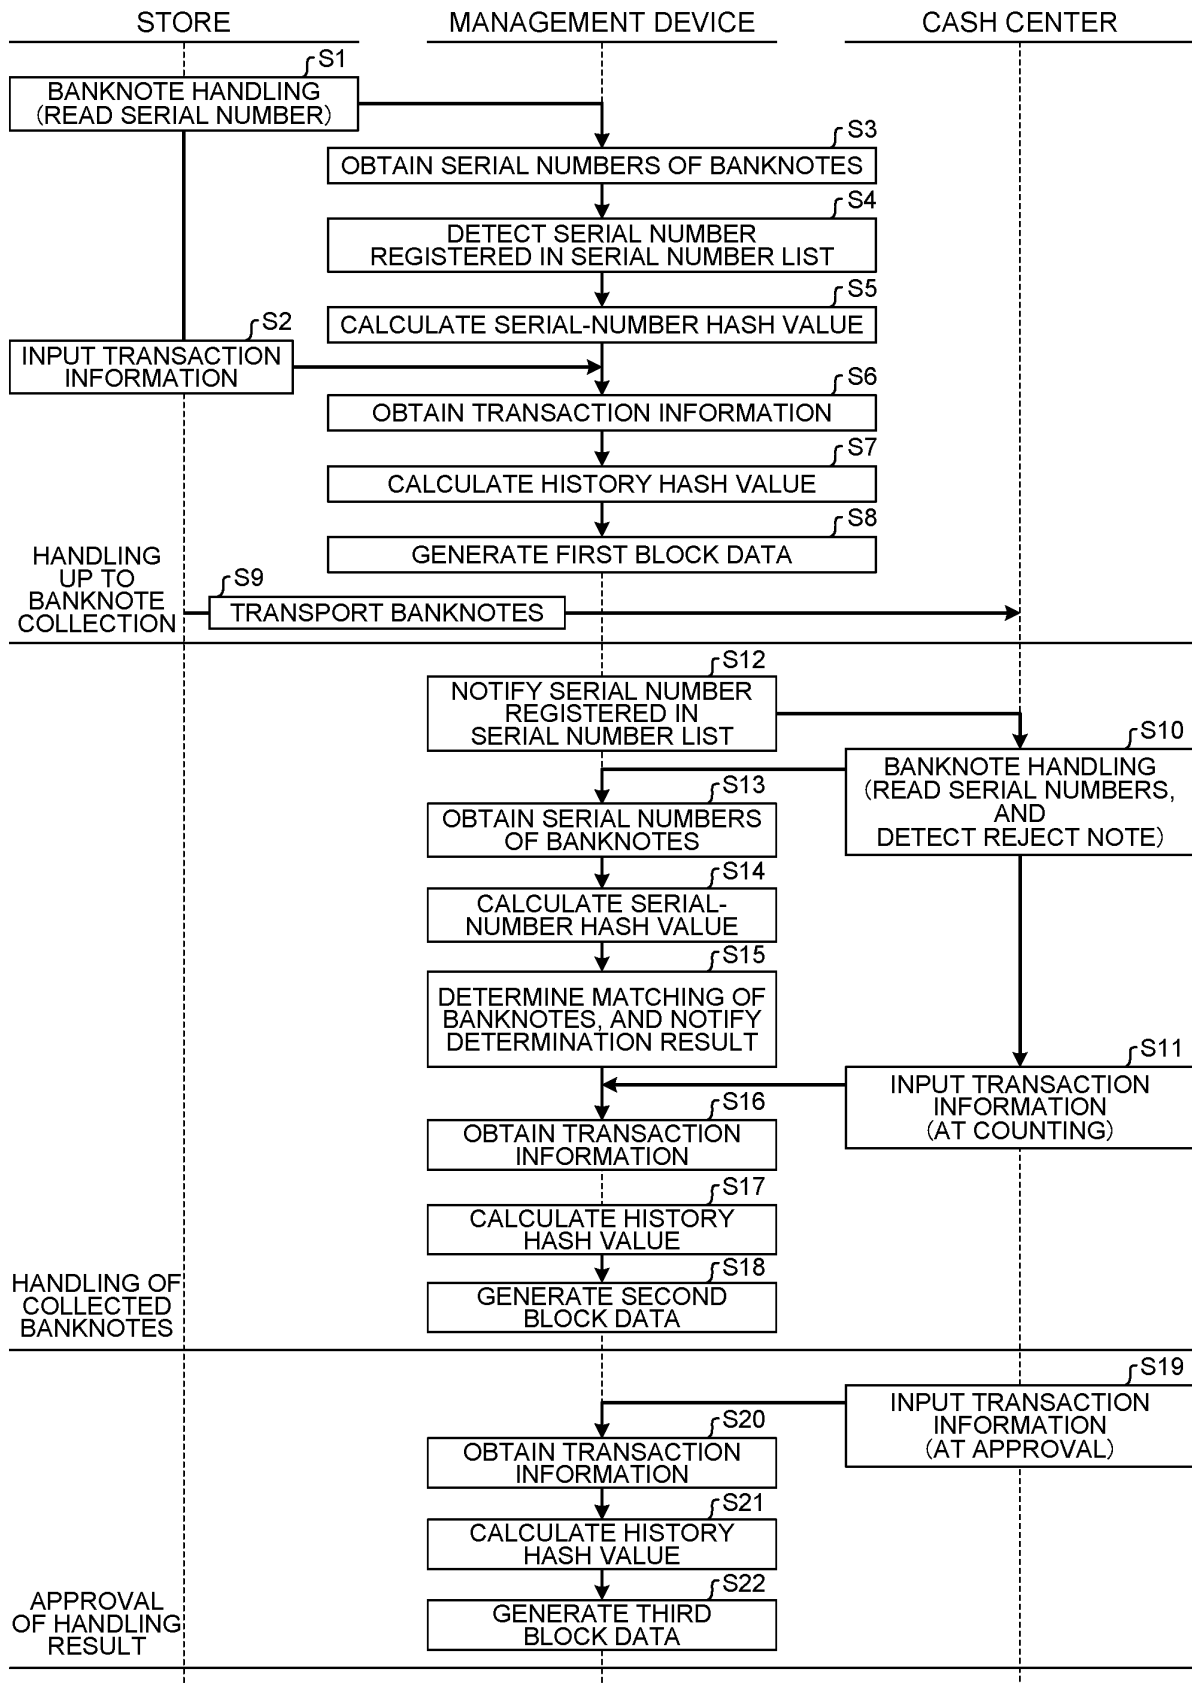 STORE
MANAGEMENT DEVICE
CASH CENTER
S1
BANKNOTE HANDLING
(READ SERIAL NUMBER)
S3
OBTAIN SERIAL NUMBERS OF BANKNOTES
S4
DETECT SERIAL NUMBER
REGISTERED IN SERIAL NUMBER LIST
S5
CALCULATE SERIAL-NUMBER HASH VALUE
S2
INPUT TRANSACTION
INFORMATION
S6
OBTAIN TRANSACTION INFORMATION
S7
CALCULATE HISTORY HASH VALUE
S8
GENERATE FIRST BLOCK DATA
HANDLING
UP TO
BANKNOTE
COLLECTION
S9
TRANSPORT BANKNOTES
S12
NOTIFY SERIAL NUMBER
REGISTERED IN
SERIAL NUMBER LIST
S10
BANKNOTE HANDLING
(READ SERIAL NUMBERS,
AND
DETECT REJECT NOTE)
S13
OBTAIN SERIAL NUMBERS
OF BANKNOTES
S14
CALCULATE SERIAL-
NUMBER HASH VALUE
S15
DETERMINE MATCHING OF
BANKNOTES, AND NOTIFY
DETERMINATION RESULT
S11
INPUT TRANSACTION
INFORMATION
(AT COUNTING)
S16
OBTAIN TRANSACTION
INFORMATION
S17
CALCULATE HISTORY
HASH VALUE
S18
GENERATE SECOND
BLOCK DATA
HANDLING OF
COLLECTED
BANKNOTES
S19
INPUT TRANSACTION
INFORMATION
(AT APPROVAL)
S20
OBTAIN TRANSACTION
INFORMATION
S21
CALCULATE HISTORY
HASH VALUE
S22
GENERATE THIRD
BLOCK DATA
APPROVAL
OF HANDLING
RESULT